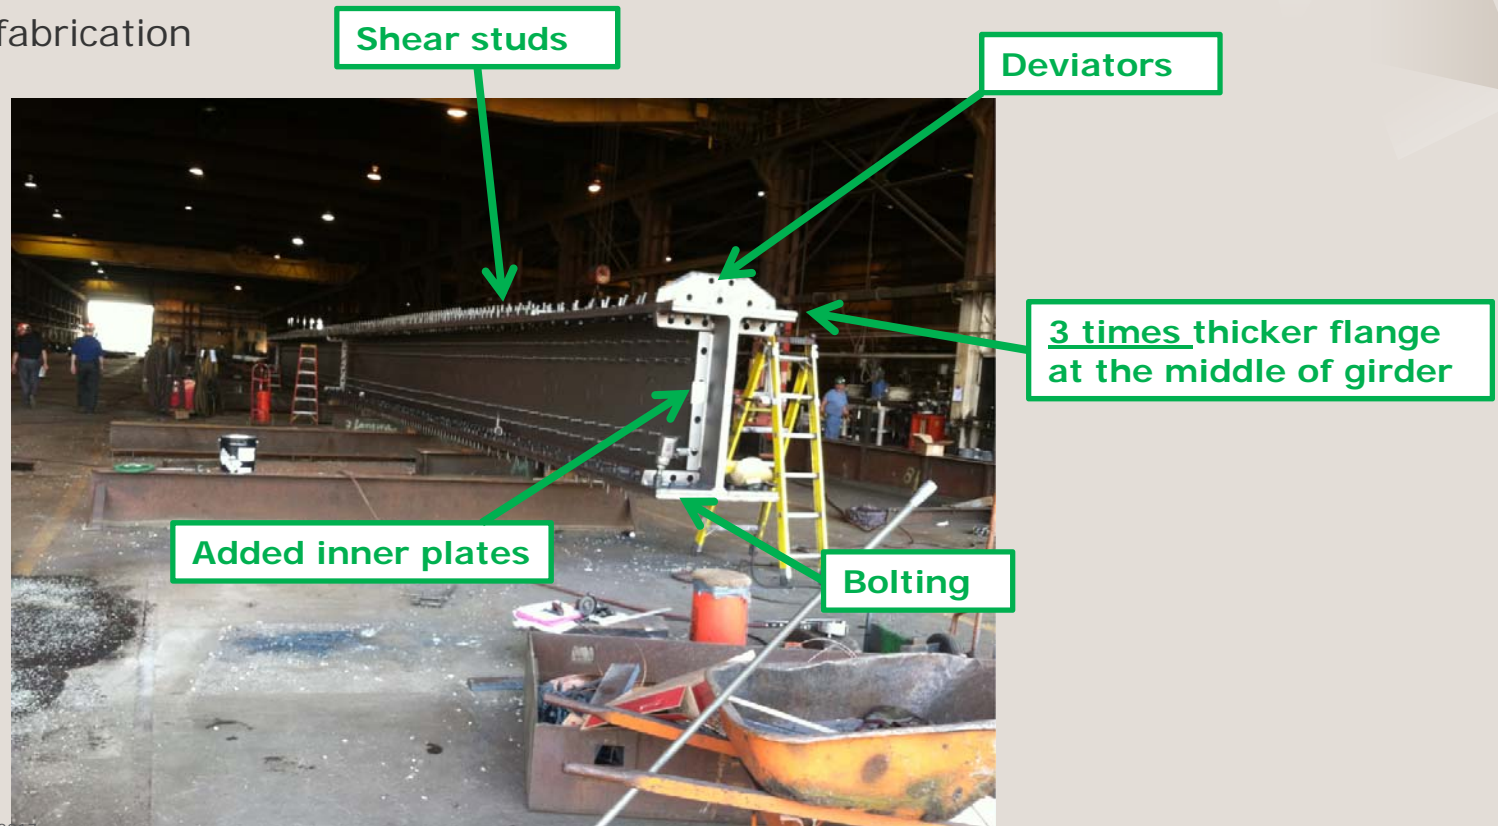 fabrication
Shear studs
Deviators
3 times thicker flange
at the middle of girder
Added inner plates
Bolting